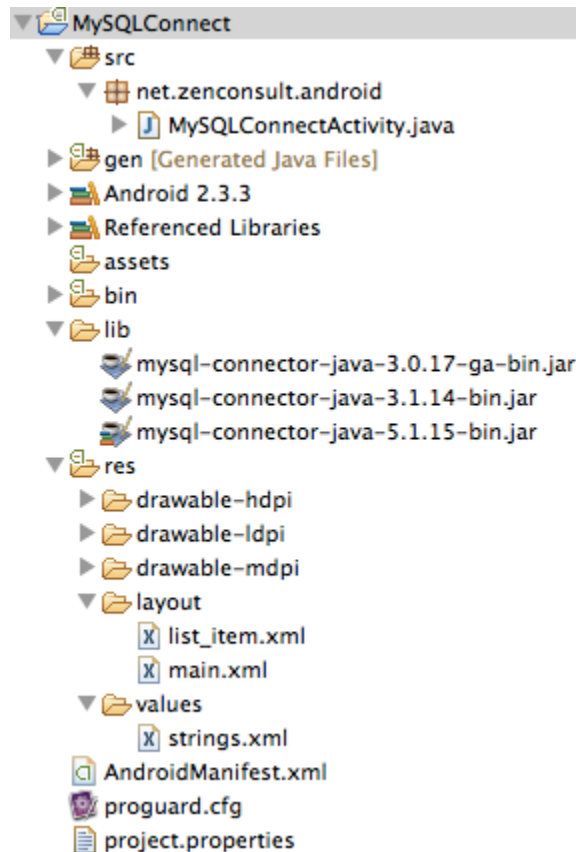 MySQLConnect
src
net.zenconsult.android
MySQLConnectActivity.java
gen [Generated Java Files]
Android 2.3.3
Referenced Libraries
assets
bin
lib
mysql-connector-java-3.0.17-ga-bin.jar
mysql-connector-java-3.1.14-bin.jar
mysql-connector-java-5.1.15-bin.jar
res
drawable-hdpi
drawable-ldpi
drawable-mdpi
layout
list_item.xml
main.xml
values
strings.xml
AndroidManifest.xml
proguard.cfg
project.properties